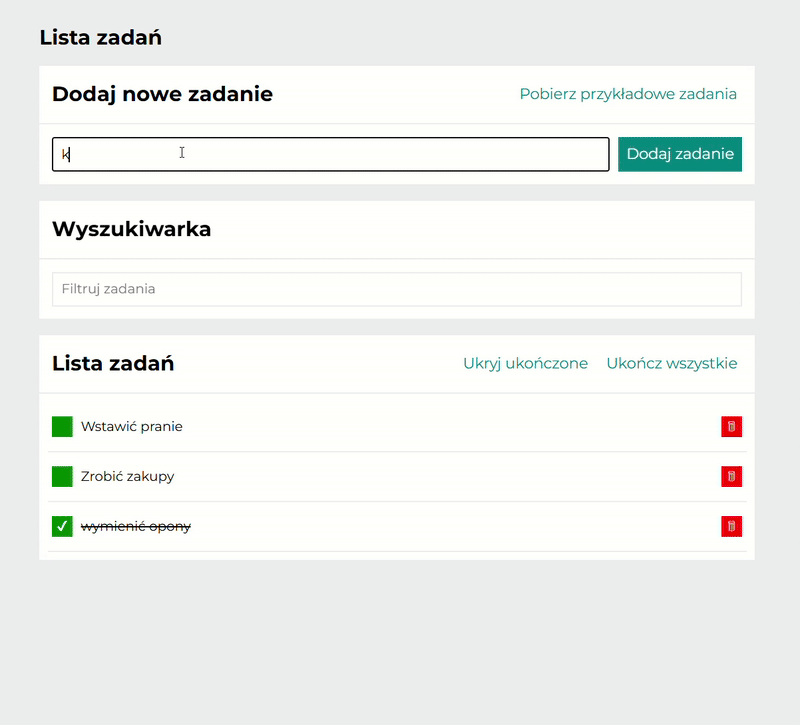 Lista zadań
Dodaj nowe zadanie
Pobierz przykładowe zadania
k
Dodaj zadanie
Wyszukiwarka
Filtruj zadania
Lista zadań
Ukryj ukończone
Ukończ wszystkie
Wstawić pranie
Zrobić zakupy
wymienić opony